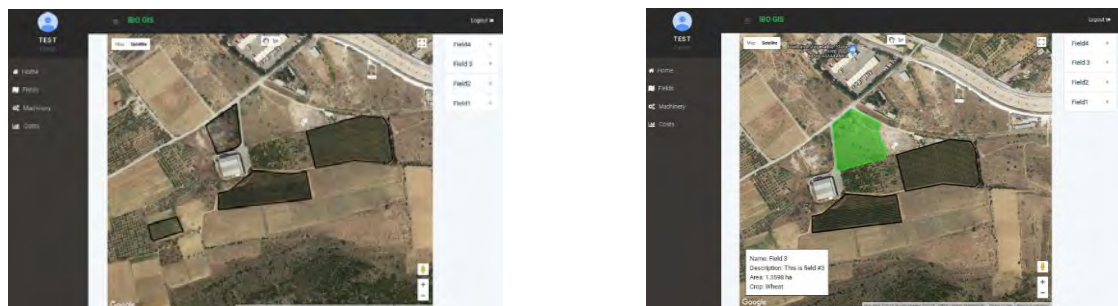 TEST
iBO GIS
Logout
Home
Fields
Machinery
Costs
Map Satellite
Field4
Field 3
Field2
Field1
Google
TEST
iBO GIS
Logout
Home
Fields
Machinery
Costs
Map Satellite
Field4
Field 3
Field2
Field1
Name: Field 3
Description: This is field #3
Area: 1.3598 ha
Crop: Wheat
Google